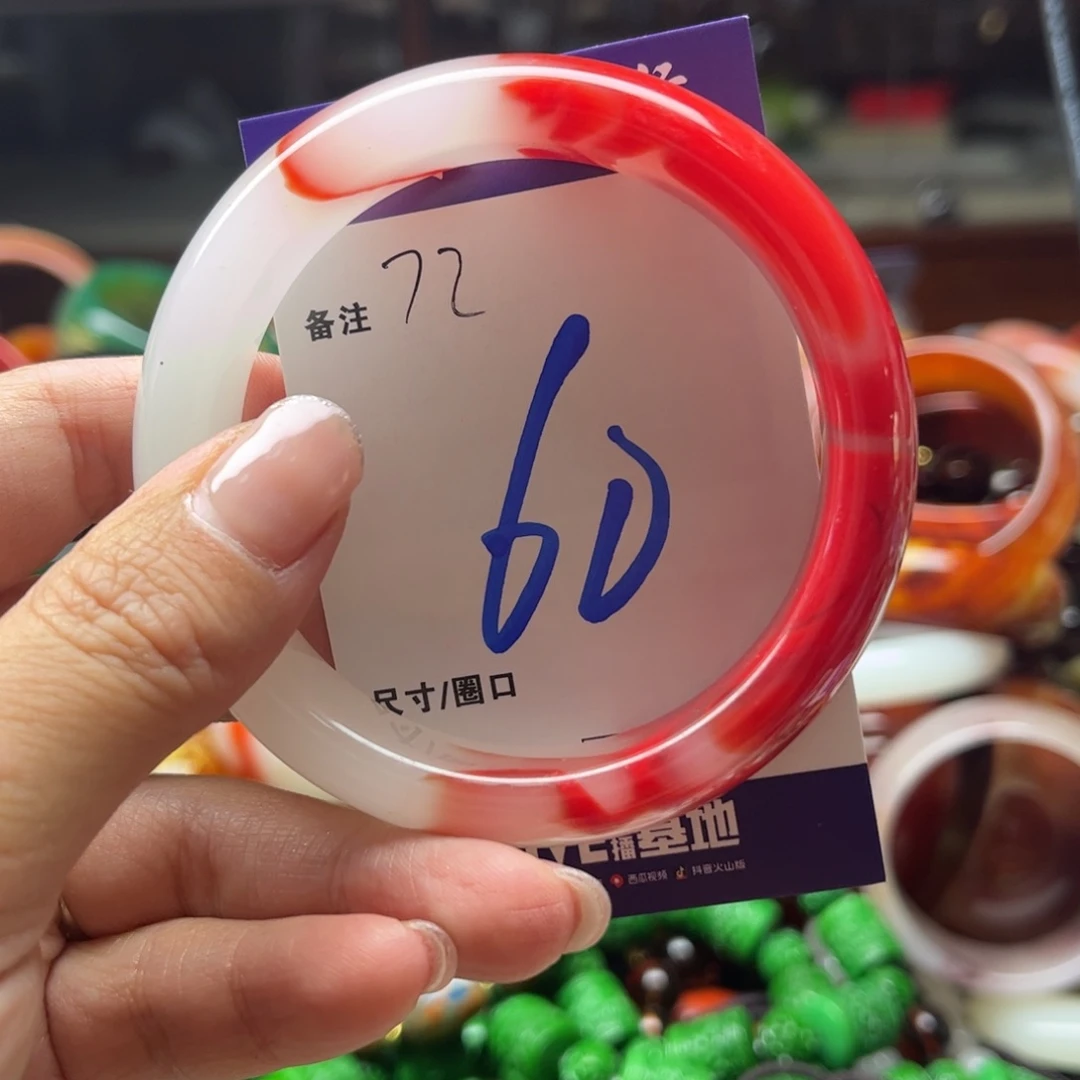 备注 72
60
尺寸/圈口
播基地
西瓜视频 抖音火山版